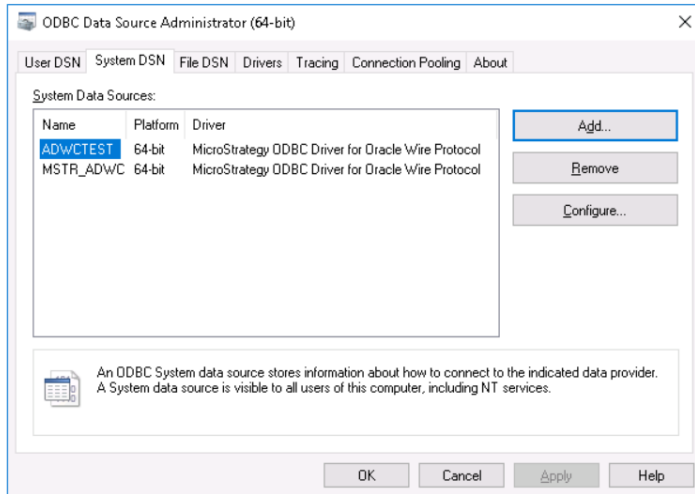 ODBC Data Source Administrator (64-bit)
User DSN System DSN File DSN Drivers Tracing Connection Pooling About
System Data Sources:
Name Platform Driver
ADWCTEST 64-bit MicroStrategy ODBC Driver for Oracle Wire Protocol
MSTR_ADWC 64-bit MicroStrategy ODBC Driver for Oracle Wire Protocol
Add...
Remove
Configure...
An ODBC System data source stores information about how to connect to the indicated data provider.
A System data source is visible to all users of this computer, including NT services.
OK Cancel Apply Help